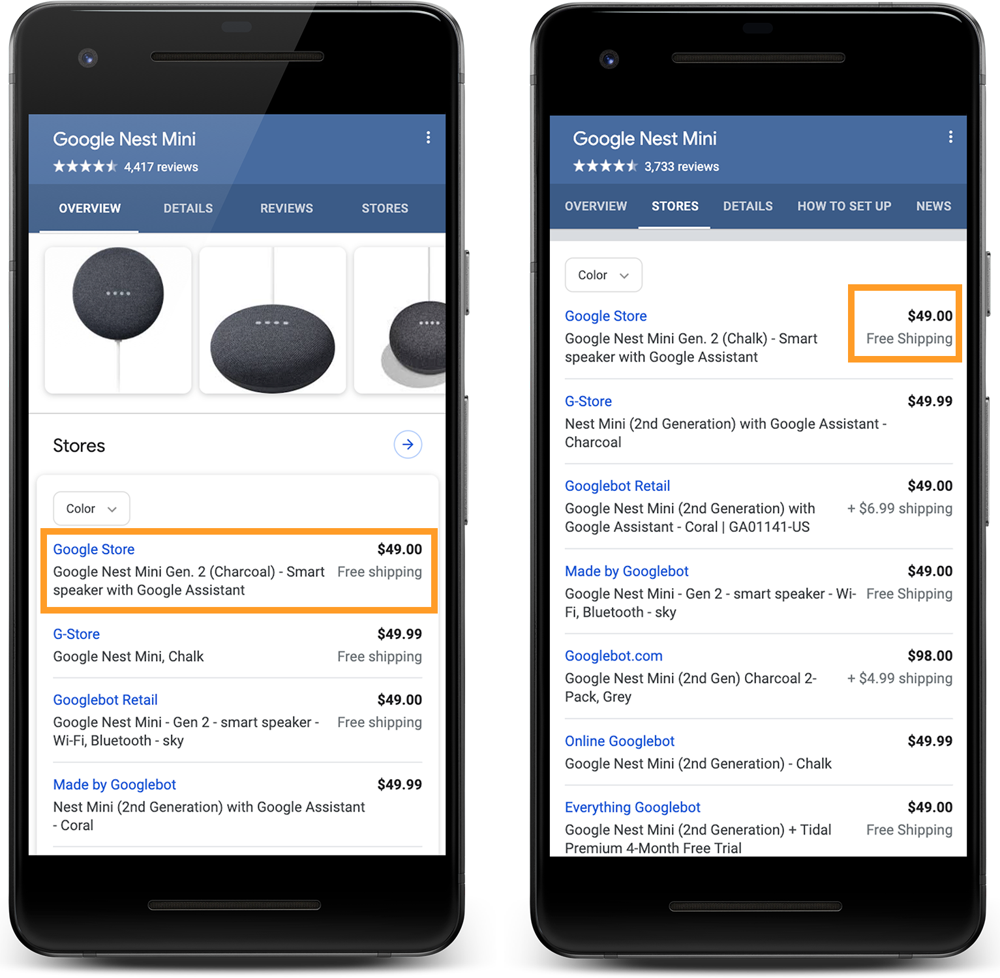 Google Nest Mini
4,417 reviews
OVERVIEW DETAILS REVIEWS STORES
Stores
Color
Google Store $49.00
Google Nest Mini Gen. 2 (Charcoal) - Smart Free shipping
speaker with Google Assistant
G-Store $49.99
Google Nest Mini, Chalk Free shipping
Googlebot Retail $49.00
Google Nest Mini - Gen 2 - smart speaker - Free shipping
Wi-Fi, Bluetooth - sky
Made by Googlebot $49.99
Nest Mini (2nd Generation) with Google Assistant
- Coral
Google Nest Mini
3,733 reviews
OVERVIEW STORES DETAILS HOW TO SET UP NEWS
Color
Google Store $49.00
Google Nest Mini Gen. 2 (Chalk) - Smart Free Shipping
speaker with Google Assistant
G-Store $49.99
Nest Mini (2nd Generation) with Google Assistant -
Charcoal
Googlebot Retail $49.00
Google Nest Mini (2nd Generation) with + $6.99 shipping
Google Assistant - Coral | GA01141-US
Made by Googlebot $49.00
Google Nest Mini - Gen 2 - smart speaker - Wi- Free Shipping
Fi, Bluetooth - sky
Googlebot.com $98.00
Google Nest Mini (2nd Gen) Charcoal 2- + $4.99 shipping
Pack, Grey
Online Googlebot $49.99
Google Nest Mini (2nd Generation) - Chalk
Everything Googlebot $49.00
Google Nest Mini (2nd Generation) + Tidal Free Shipping
Premium 4-Month Free Trial